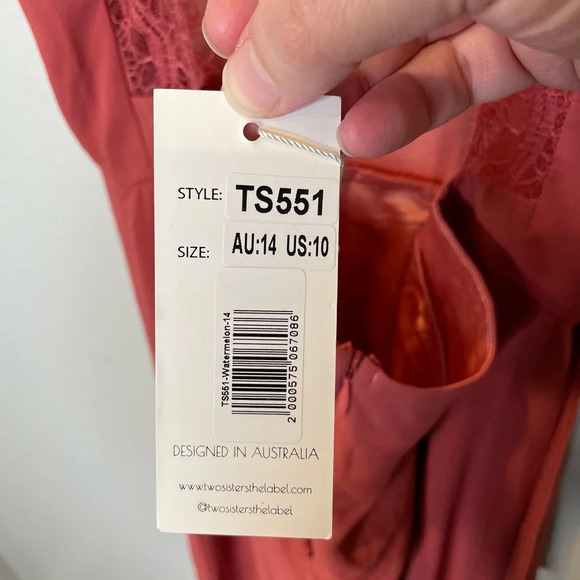 STYLE: TS551
SIZE: AU:14 US:10
TS551-Watermelon-14
2 000575 067086
DESIGNED IN AUSTRALIA
www.twosistersthelabel.com
@twosistersthelabel